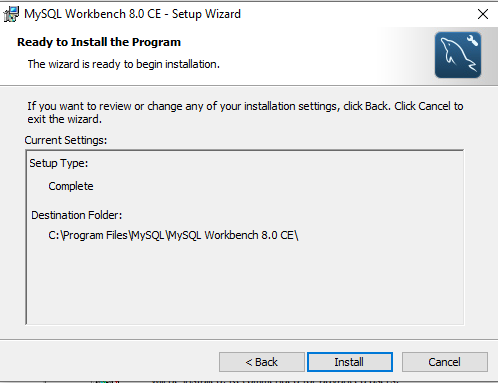 MySQL Workbench 8.0 CE - Setup Wizard
Ready to Install the Program
The wizard is ready to begin installation.
If you want to review or change any of your installation settings, click Back. Click Cancel to
exit the wizard.
Current Settings:
Setup Type:
Complete
Destination Folder:
C:\Program Files\MySQL\MySQL Workbench 8.0 CE\
< Back
Install
Cancel